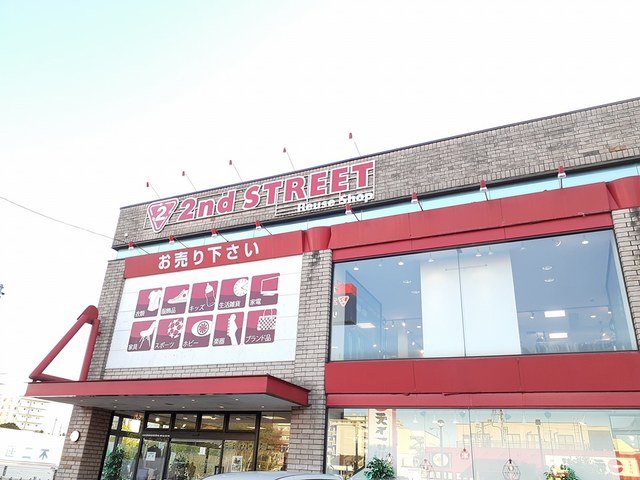 2 2nd STREET
Reuse Shop
お売り下さい
衣類 服飾品 キッズ 生活雑貨 家電
家具 スポーツ ホビー 楽器 ブランド品